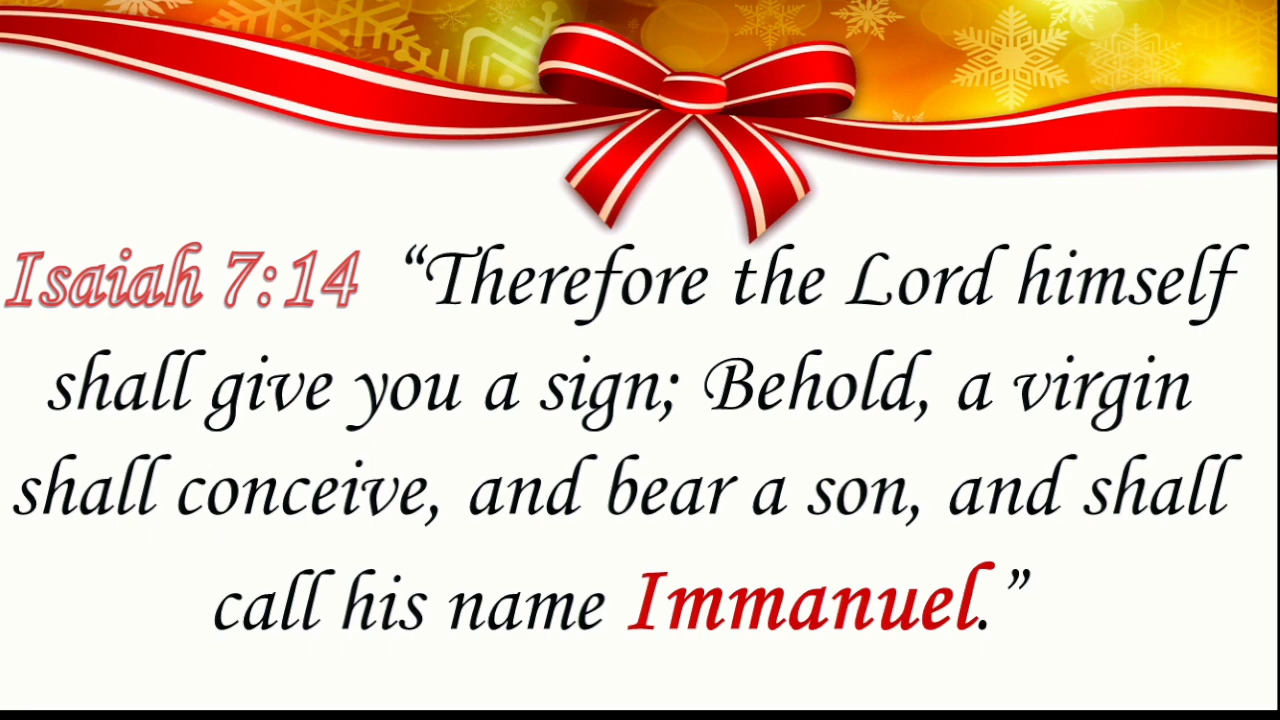 Isaiah 7:14 “Therefore the Lord himself
shall give you a sign; Behold, a virgin
shall conceive, and bear a son, and shall
call his name Immanuel.”